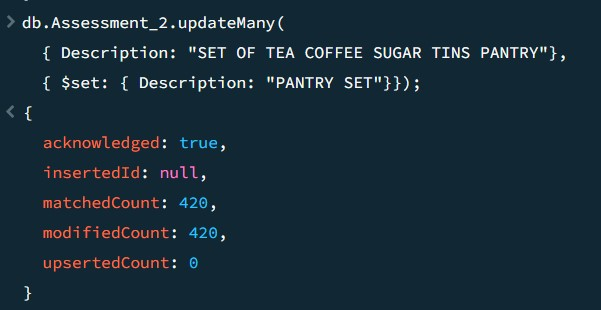 > db.Assessment_2.updateMany(
{ Description: "SET OF TEA COFFEE SUGAR TINS PANTRY"},
{ $set: { Description: "PANTRY SET"}});
< {
acknowledged: true,
insertedId: null,
matchedCount: 420,
modifiedCount: 420,
upsertedCount: 0
}